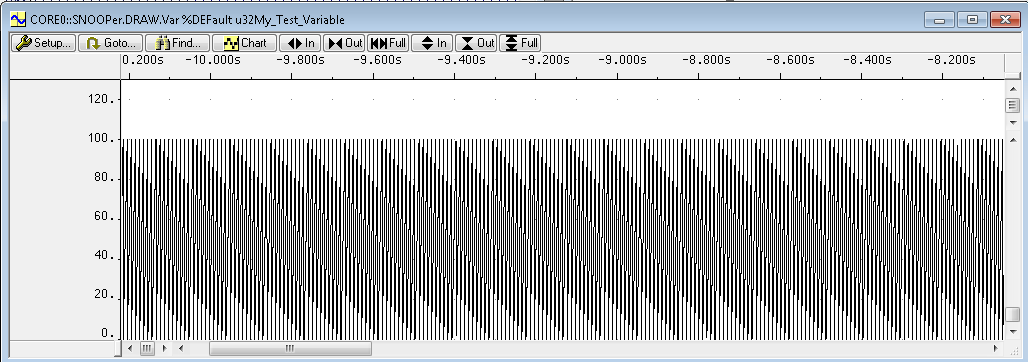 CORE0::SNOOPer.DRAW.Var %DEFault u32My_Test_Variable
Setup... Goto... Find... Chart In Out Full In Out Full
0.200s -10.000s -9.800s -9.600s -9.400s -9.200s -9.000s -8.800s -8.600s -8.400s -8.200s
120.
100.
80.
60.
40.
20.
0.